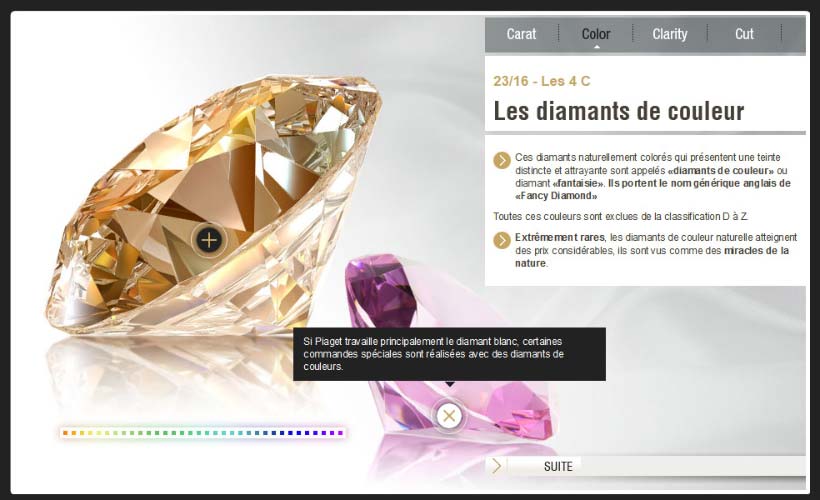 Carat
Color
Clarity
Cut
23/16 - Les 4 C
Les diamants de couleur
Ces diamants naturellement colorés qui présentent une teinte
distincte et attrayante sont appelés «diamants de couleur» ou
diamant «fantaisie». Ils portent le nom générique anglais de
«Fancy Diamond»
Toutes ces couleurs sont exclues de la classification D à Z.
Extrêmement rares, les diamants de couleur naturelle atteignent
des prix considérables, ils sont vus comme des miracles de la
nature.
Si Piaget travaille principalement le diamant blanc, certaines
commandes spéciales sont réalisées avec des diamants de
couleurs.
SUITE